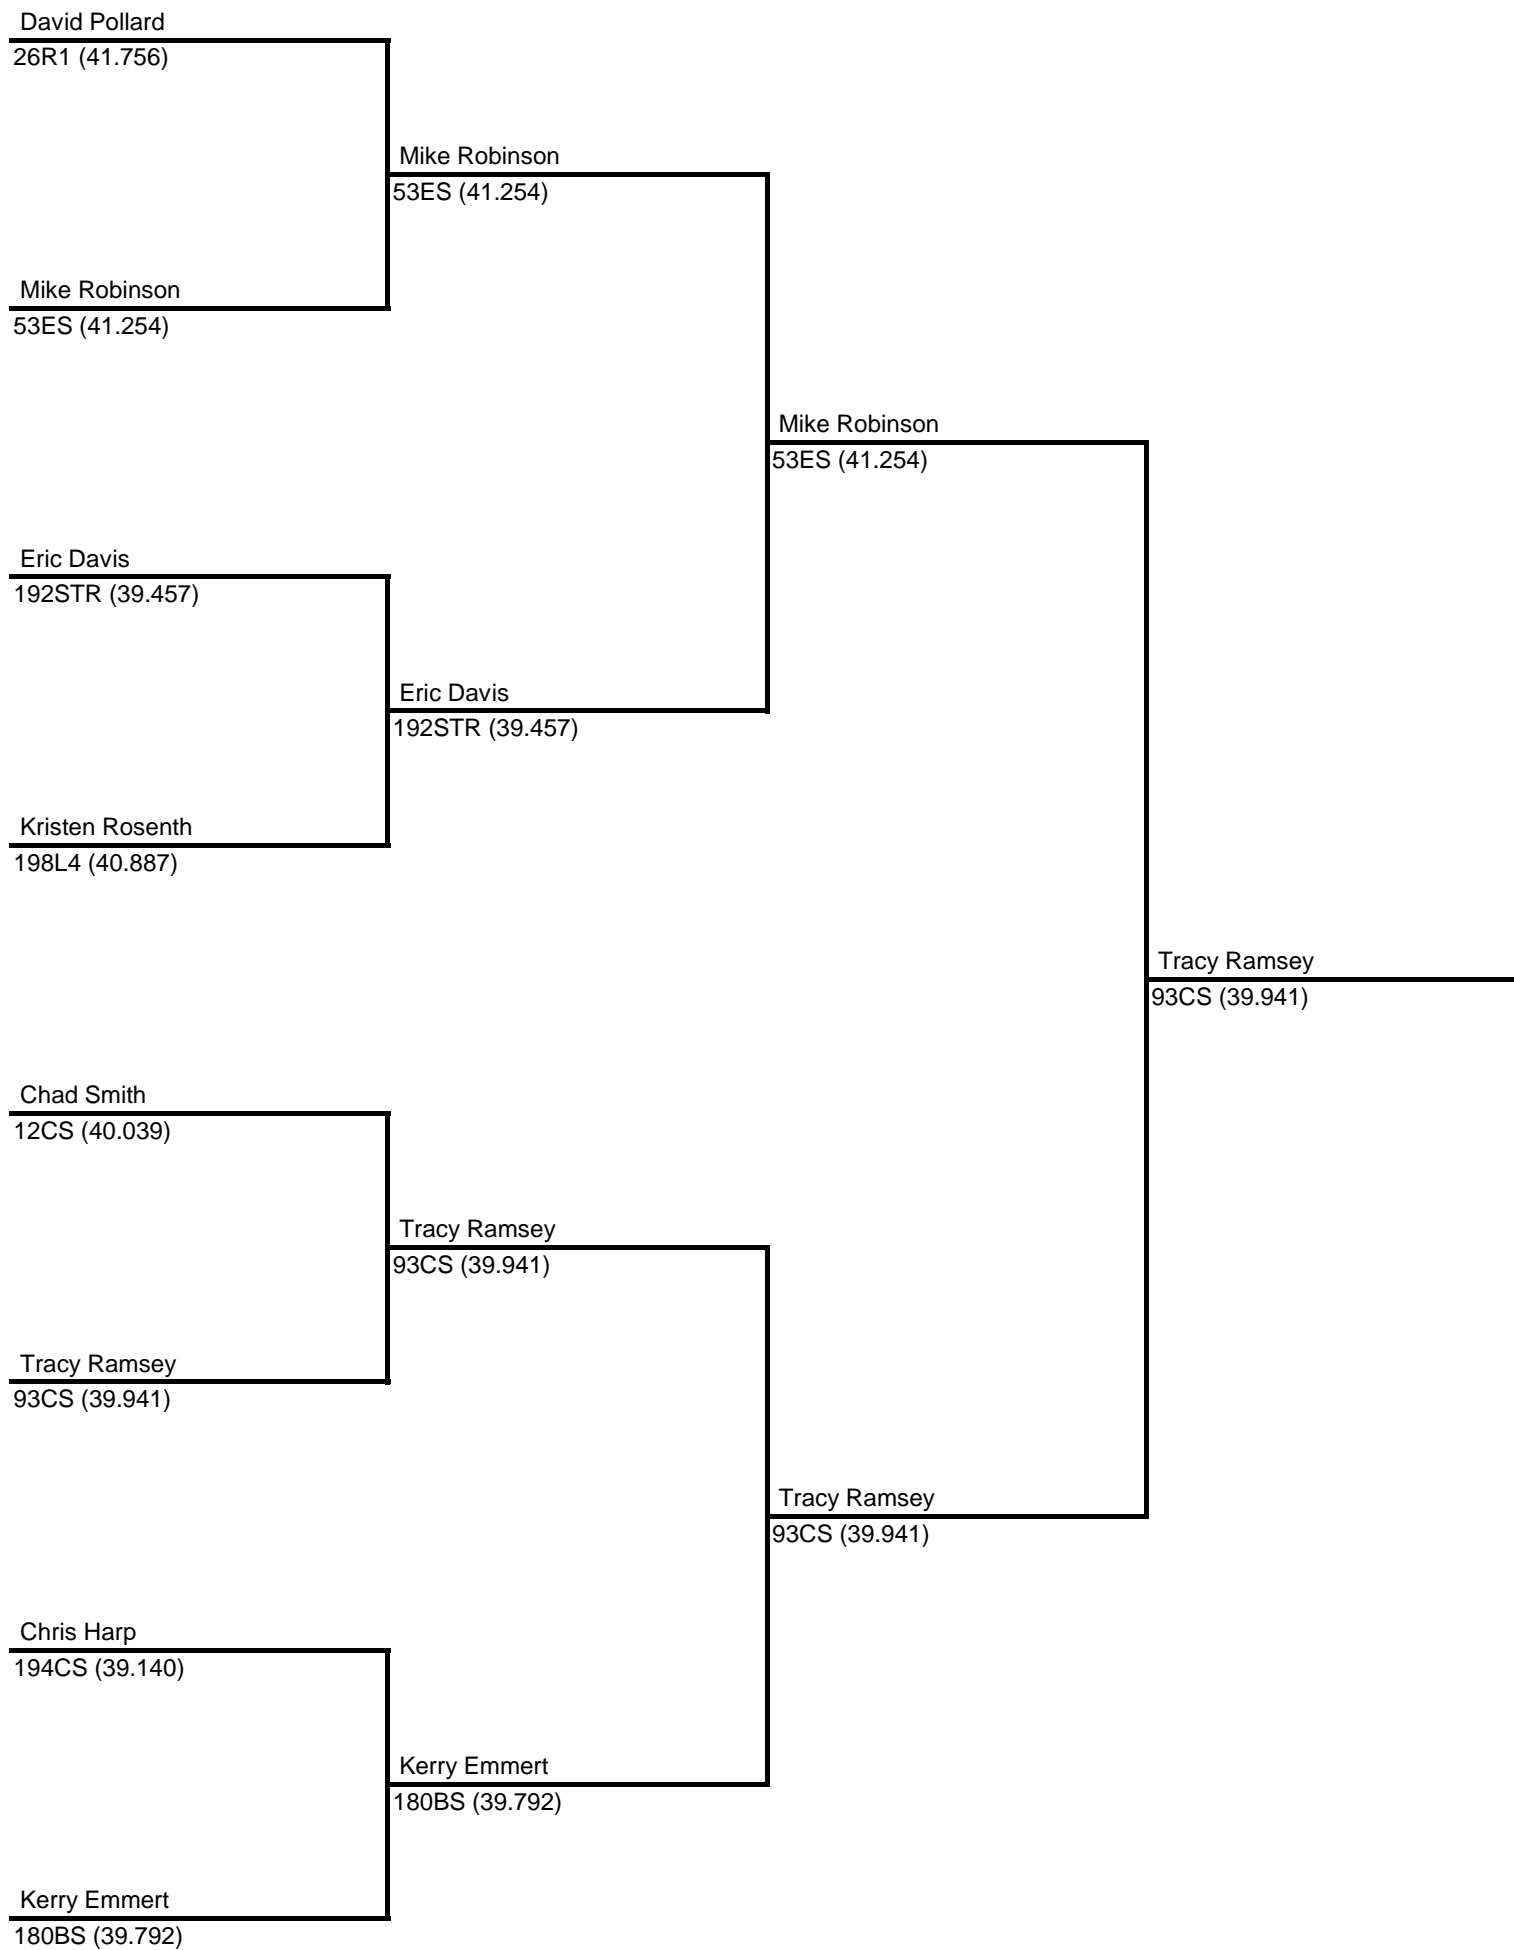 David Pollard
26R1 (41.756)
Mike Robinson
53ES (41.254)
Mike Robinson
53ES (41.254)
Mike Robinson
53ES (41.254)
Eric Davis
192STR (39.457)
Eric Davis
192STR (39.457)
Kristen Rosenth
198L4 (40.887)
Tracy Ramsey
93CS (39.941)
Chad Smith
12CS (40.039)
Tracy Ramsey
93CS (39.941)
Tracy Ramsey
93CS (39.941)
Tracy Ramsey
93CS (39.941)
Chris Harp
194CS (39.140)
Kerry Emmert
180BS (39.792)
Kerry Emmert
180BS (39.792)